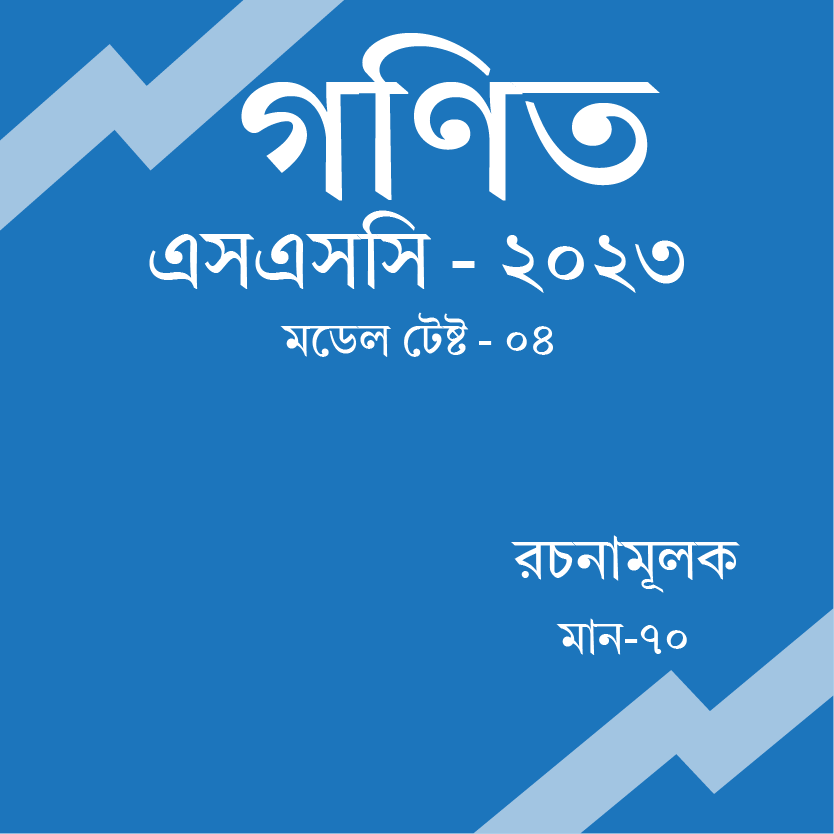 গণিত
এসএসসি - ২০২৩
মডেল টেষ্ট - ০৪
রচনামূলক
মান-৭০